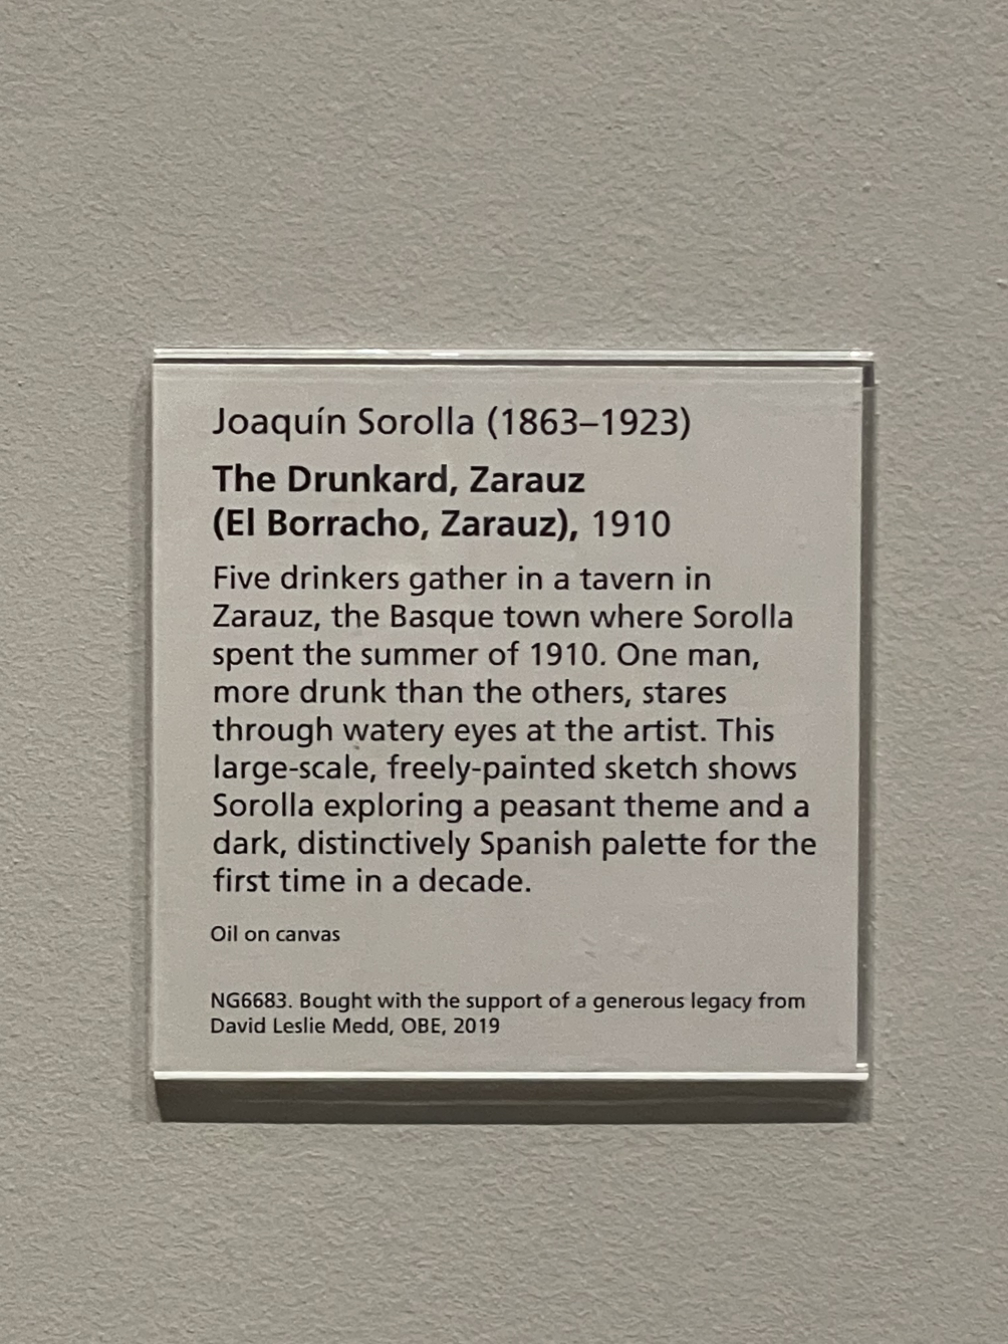 Joaquín Sorolla (1863–1923)
The Drunkard, Zarauz
(El Borracho, Zarauz), 1910
Five drinkers gather in a tavern in
Zarauz, the Basque town where Sorolla
spent the summer of 1910. One man,
more drunk than the others, stares
through watery eyes at the artist. This
large-scale, freely-painted sketch shows
Sorolla exploring a peasant theme and a
dark, distinctively Spanish palette for the
first time in a decade.
Oil on canvas
NG6683. Bought with the support of a generous legacy from
David Leslie Medd, OBE, 2019